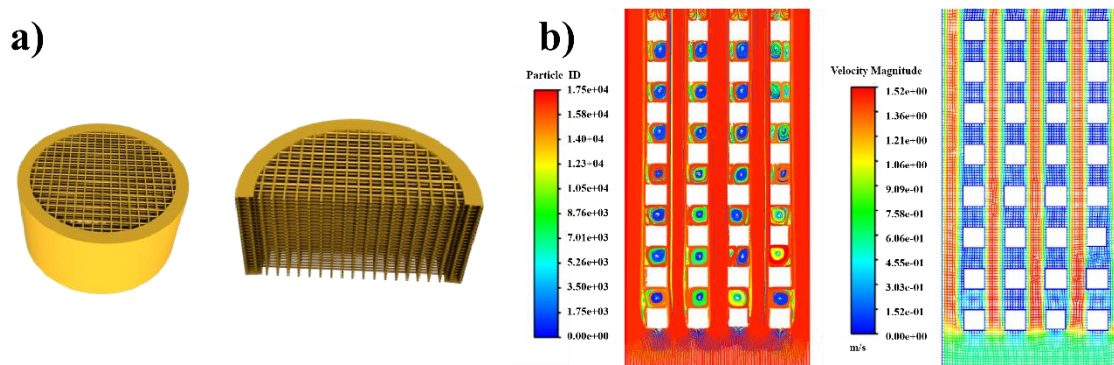 a)
b)
Particle ID
1.75e+04
1.58e+04
1.40e+04
1.23e+04
1.05e+04
8.76e+03
7.01e+03
5.26e+03
3.50e+03
1.75e+03
0.00e+00
Velocity Magnitude
1.52e+00
1.36e+00
1.21e+00
1.06e+00
9.09e-01
7.58e-01
6.06e-01
4.55e-01
3.03e-01
1.52e-01
0.00e+00
m/s